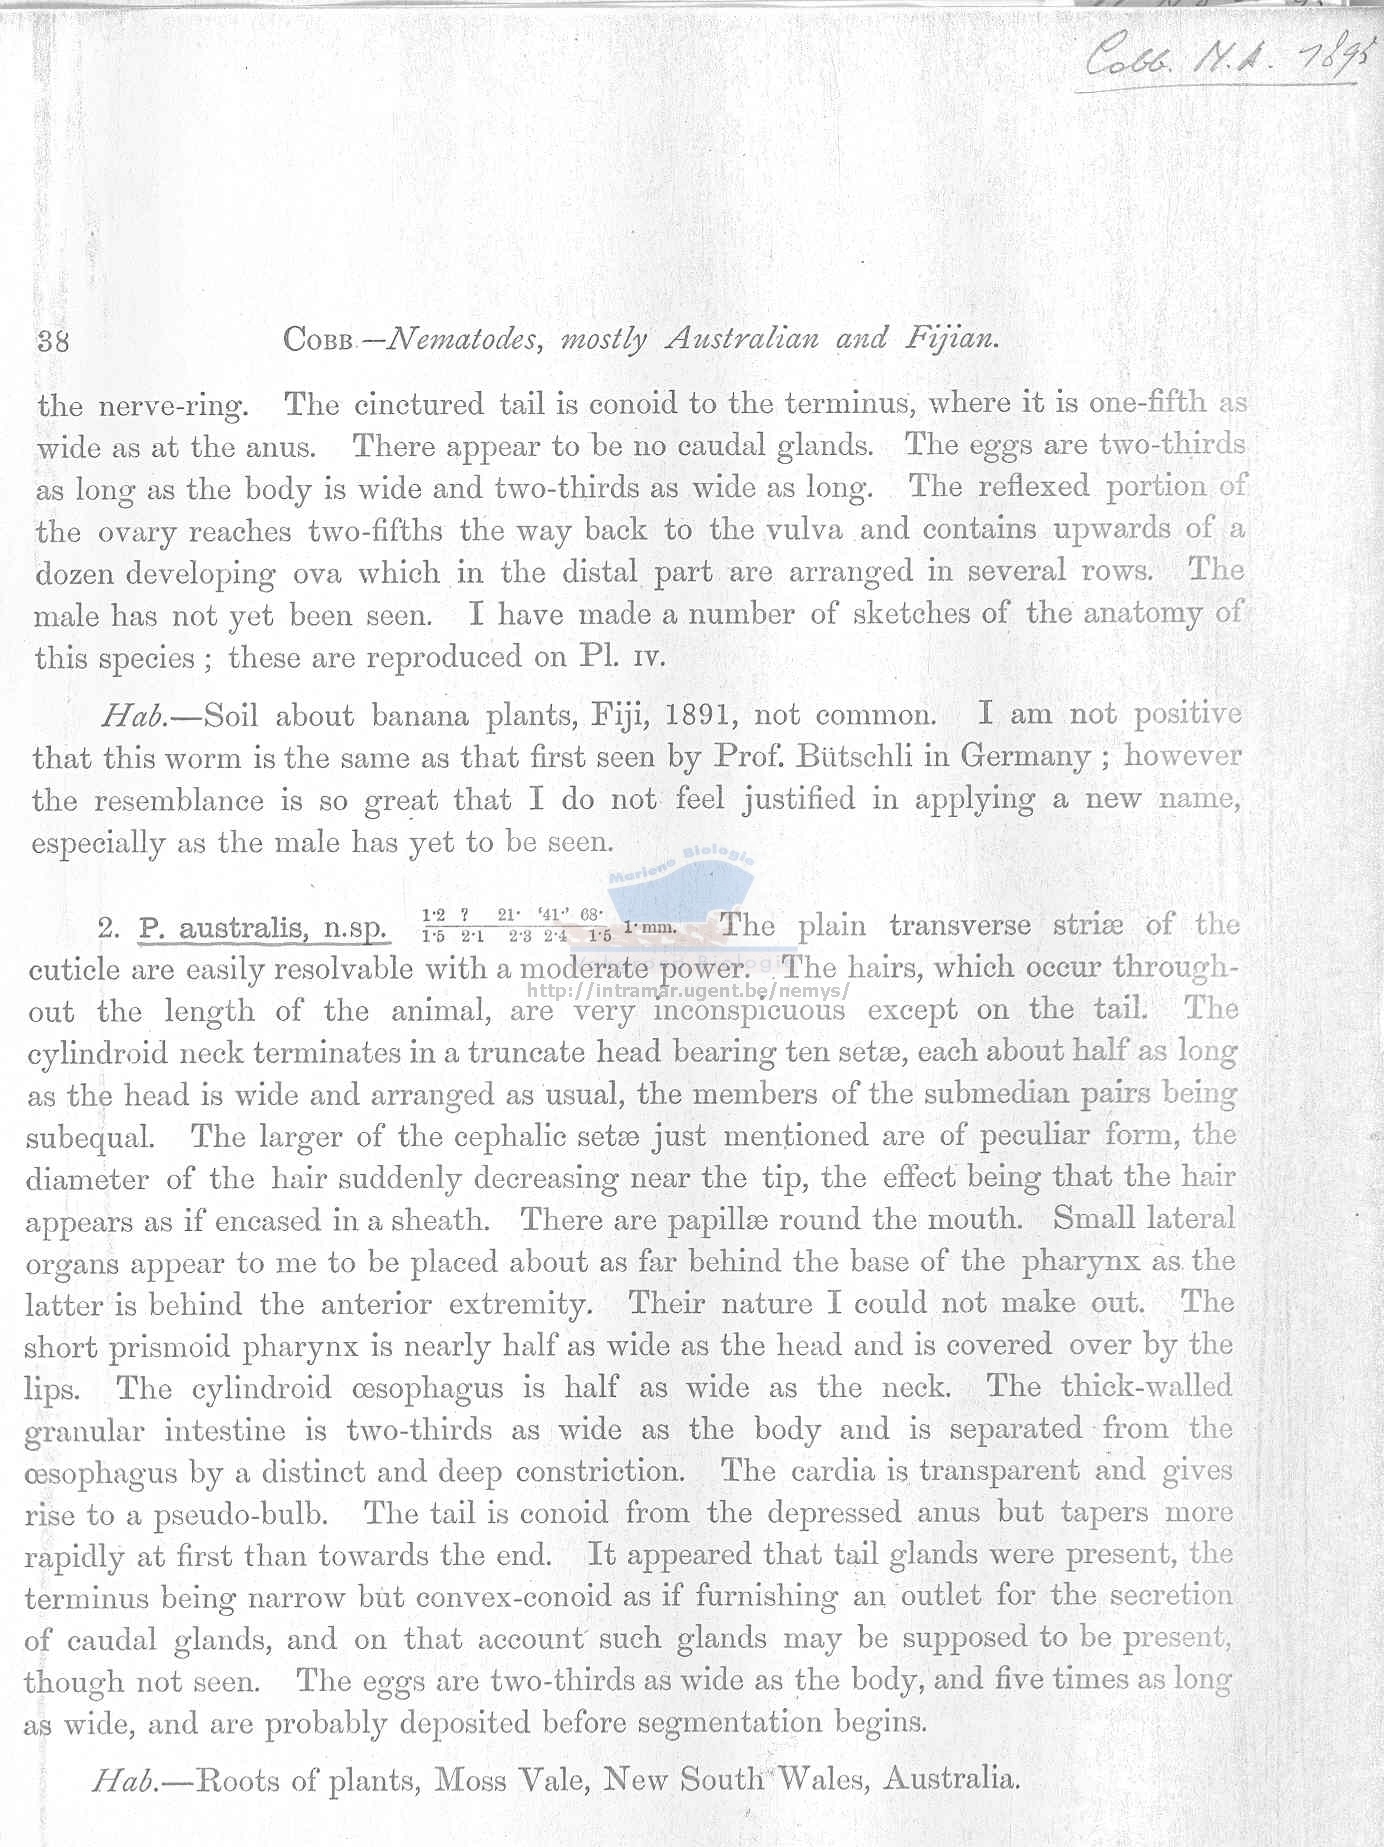 Cobb. N.A. 1895
38 COBB.—Nematodes, mostly Australian and Fijian.
the nerve-ring. The cinctured tail is conoid to the terminus, where it is one-fifth as
wide as at the anus. There appear to be no caudal glands. The eggs are two-thirds
as long as the body is wide and two-thirds as wide as long. The reflexed portion of
the ovary reaches two-fifths the way back to the vulva and contains upwards of a
dozen developing ova which in the distal part are arranged in several rows. The
male has not yet been seen. I have made a number of sketches of the anatomy of
this species ; these are reproduced on Pl. IV.
Hab.—Soil about banana plants, Fiji, 1891, not common. I am not positive
that this worm is the same as that first seen by Prof. Bütschli in Germany ; however
the resemblance is so great that I do not feel justified in applying a new name,
especially as the male has yet to be seen.
Mariene Biologie
2. P. australis, n.sp. 1·2 ? 21· ‘41·’ 68· / 1·5 2·1 2·3 2·4 1·5 1· mm. The plain transverse striæ of the
cuticle are easily resolvable with a moderate power. The hairs, which occur through-
http://intramar.ugent.be/nemys/
out the length of the animal, are very inconspicuous except on the tail. The
cylindroid neck terminates in a truncate head bearing ten setæ, each about half as long
as the head is wide and arranged as usual, the members of the submedian pairs being
subequal. The larger of the cephalic setæ just mentioned are of peculiar form, the
diameter of the hair suddenly decreasing near the tip, the effect being that the hair
appears as if encased in a sheath. There are papillæ round the mouth. Small lateral
organs appear to me to be placed about as far behind the base of the pharynx as the
latter is behind the anterior extremity. Their nature I could not make out. The
short prismoid pharynx is nearly half as wide as the head and is covered over by the
lips. The cylindroid œsophagus is half as wide as the neck. The thick-walled
granular intestine is two-thirds as wide as the body and is separated from the
œsophagus by a distinct and deep constriction. The cardia is transparent and gives
rise to a pseudo-bulb. The tail is conoid from the depressed anus but tapers more
rapidly at first than towards the end. It appeared that tail glands were present, the
terminus being narrow but convex-conoid as if furnishing an outlet for the secretion
of caudal glands, and on that account such glands may be supposed to be present,
though not seen. The eggs are two-thirds as wide as the body, and five times as long
as wide, and are probably deposited before segmentation begins.
Hab.—Roots of plants, Moss Vale, New South Wales, Australia.